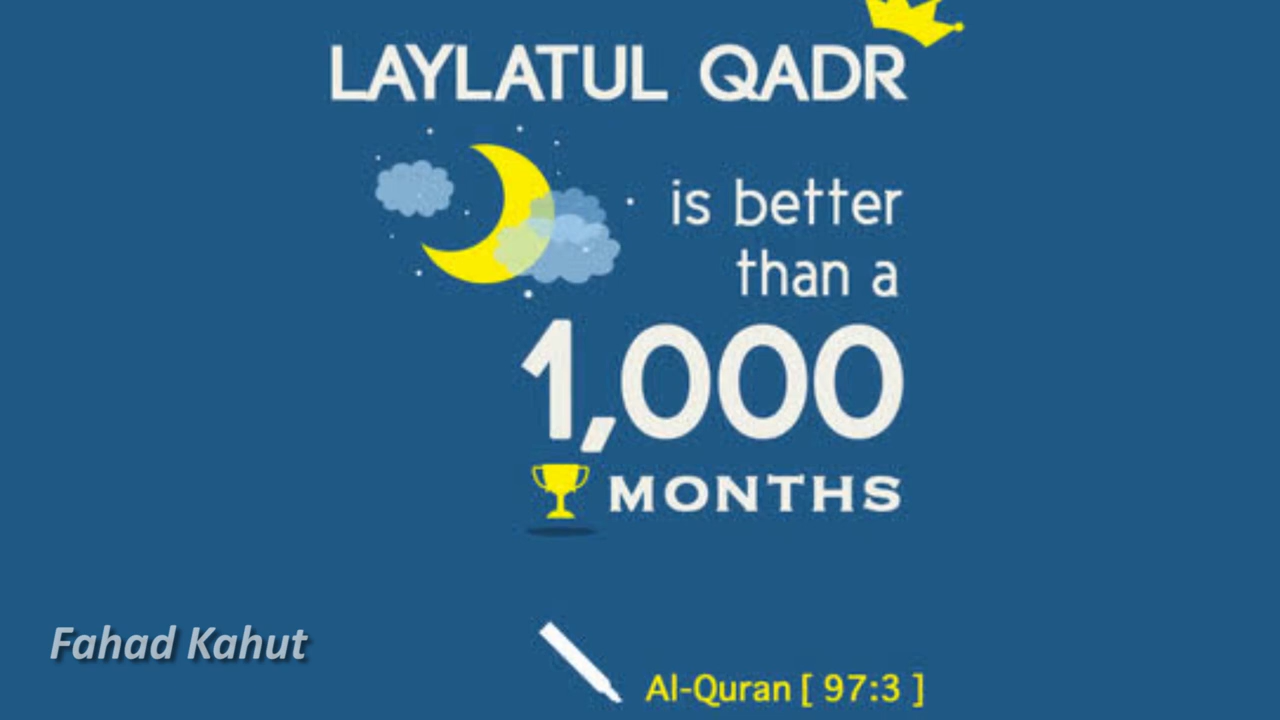 LAYLATUL QADR
is better
than a
1,000
MONTHS
Fahad Kahut
Al-Quran [ 97:3 ]